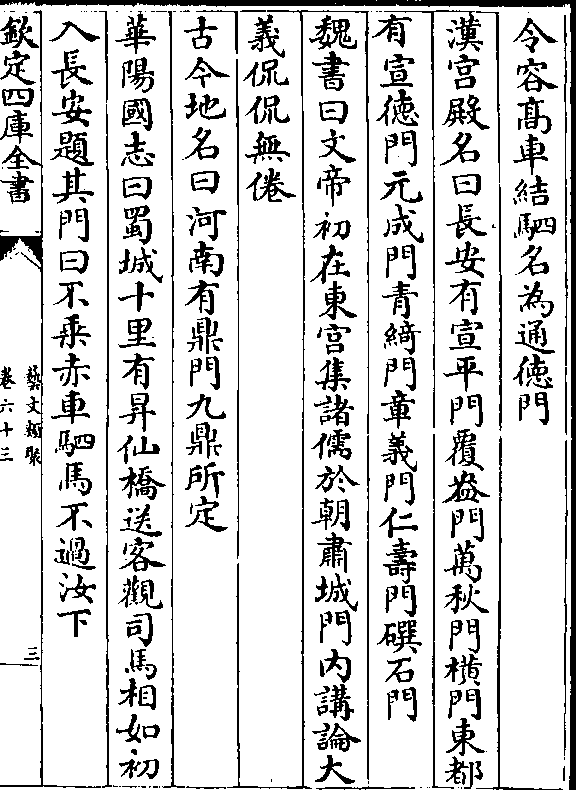 令容髙車結駟名為通徳門
漢宫殿名曰長安有宣平門覆盎門萬秋門横門東都
有宣徳門元成門青綺門章義門仁壽門磺石門
魏書曰文帝初在東宫集諸儒於朝肅城門内講論大
義侃侃無倦
古今地名曰河南有鼎門九鼎所定
華陽國志曰蜀城十里有昇仙橋送客觀司馬相如初
入長安題其門曰不乘赤車駟馬不過汝下
欽定四庫全書
藝文類聚
卷六十三
三